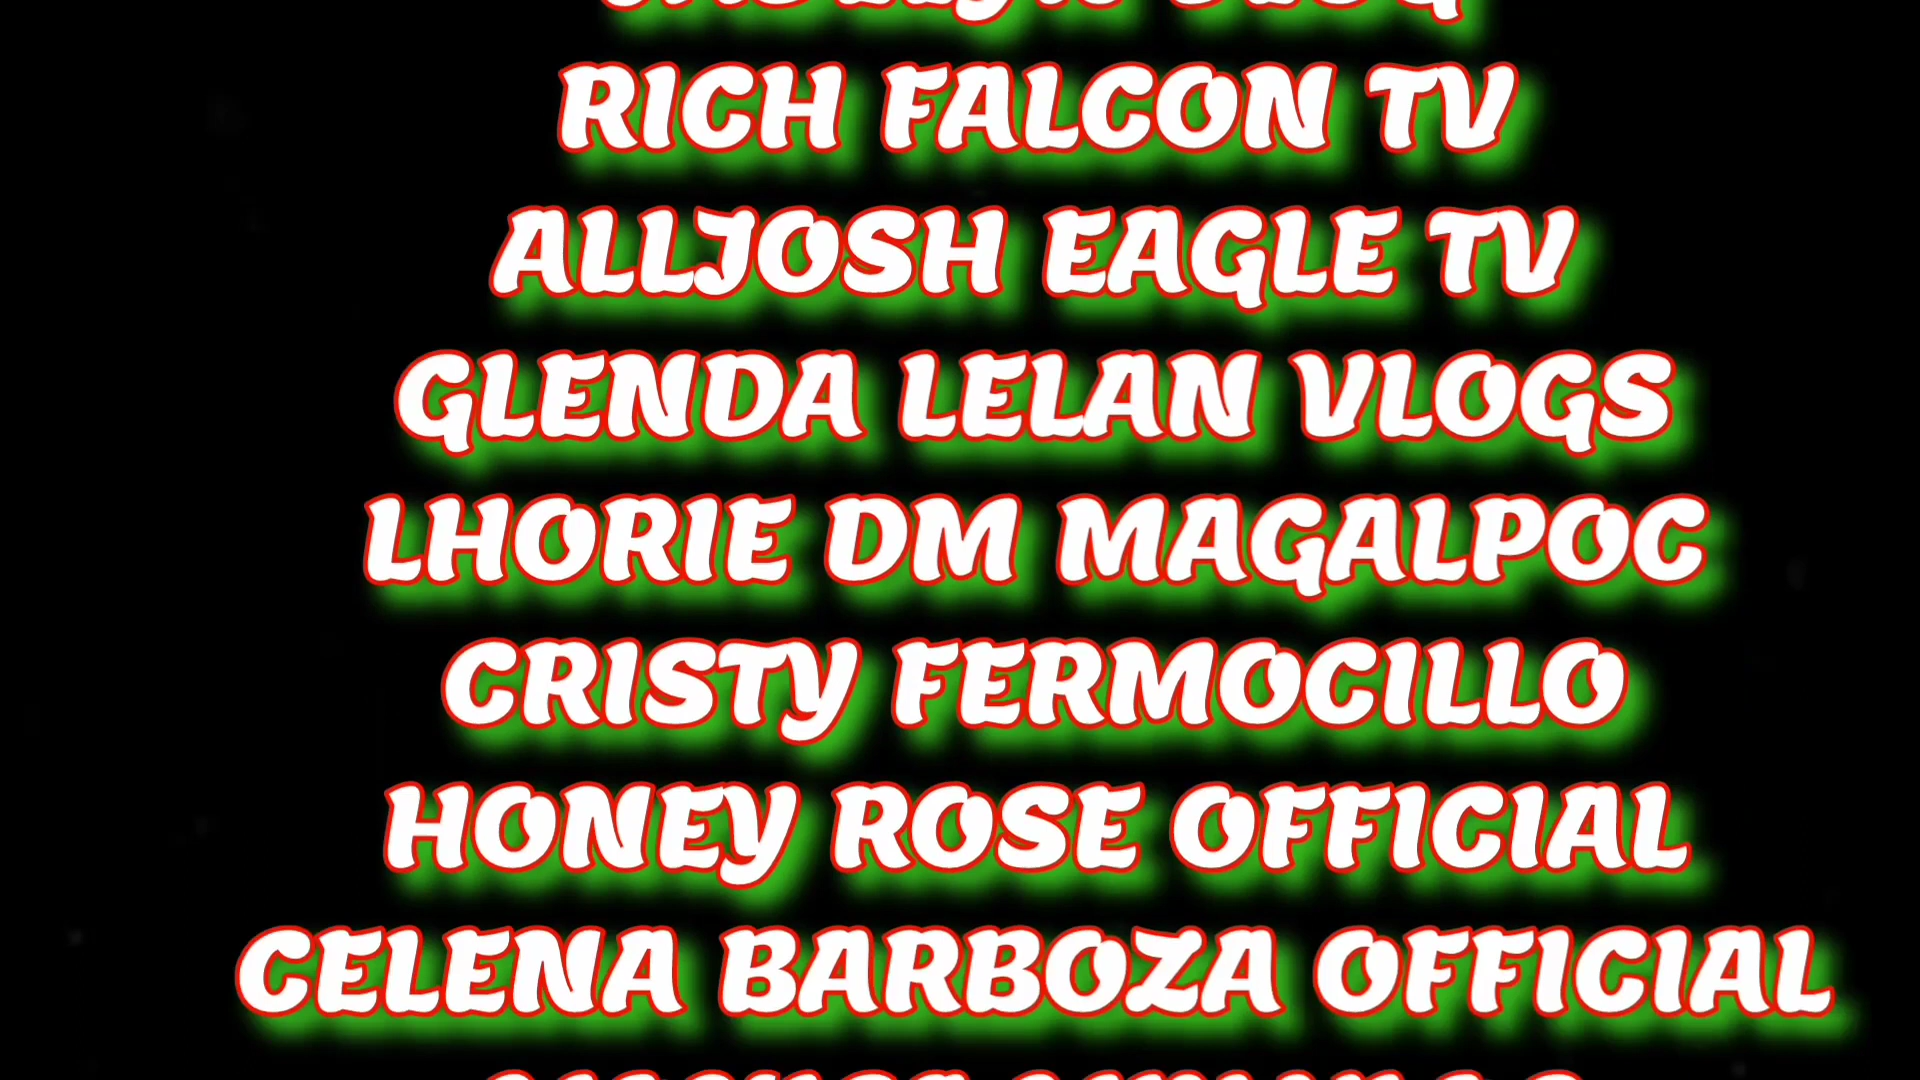 RICH FALCON TV
ALLJOSH EAGLE TV
GLENDA LELAN VLOGS
LHORIE DM MAGALPOC
CRISTY FERMOCILLO
HONEY ROSE OFFICIAL
CELENA BARBOZA OFFICIAL